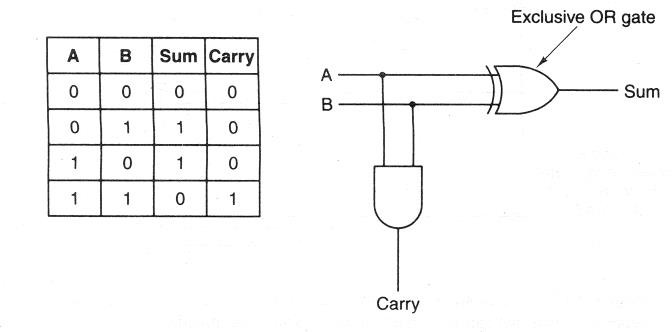 Exclusive OR gate
A B Sum Carry
0 0 0 0
0 1 1 0
1 0 1 0
1 1 0 1
A
B
Sum
Carry